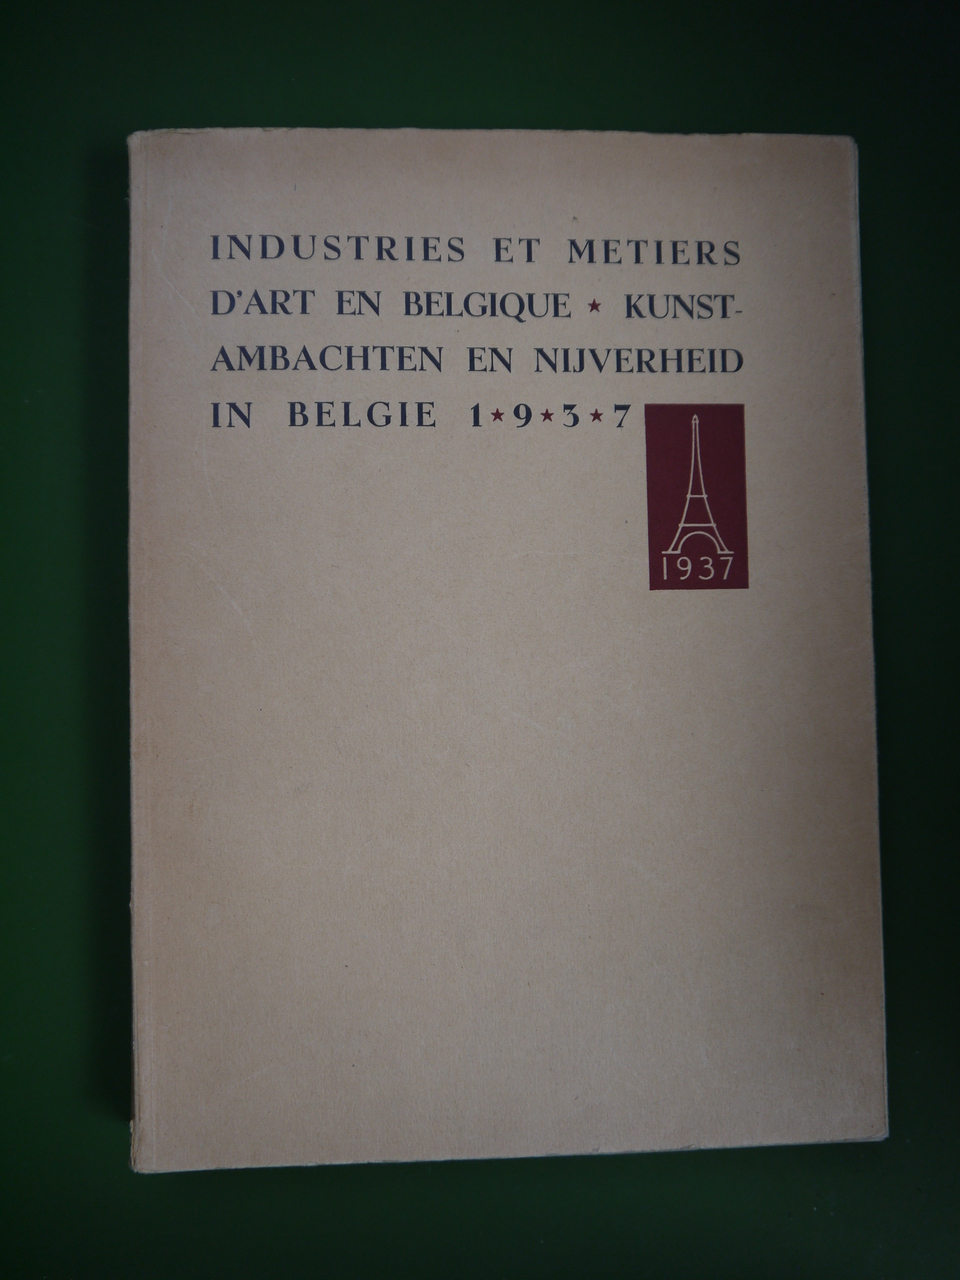 INDUSTRIES ET METIERS
D'ART EN BELGIQUE ★ KUNST-
AMBACHTEN EN NIJVERHEID
IN BELGIE 1★9★3★7
1937